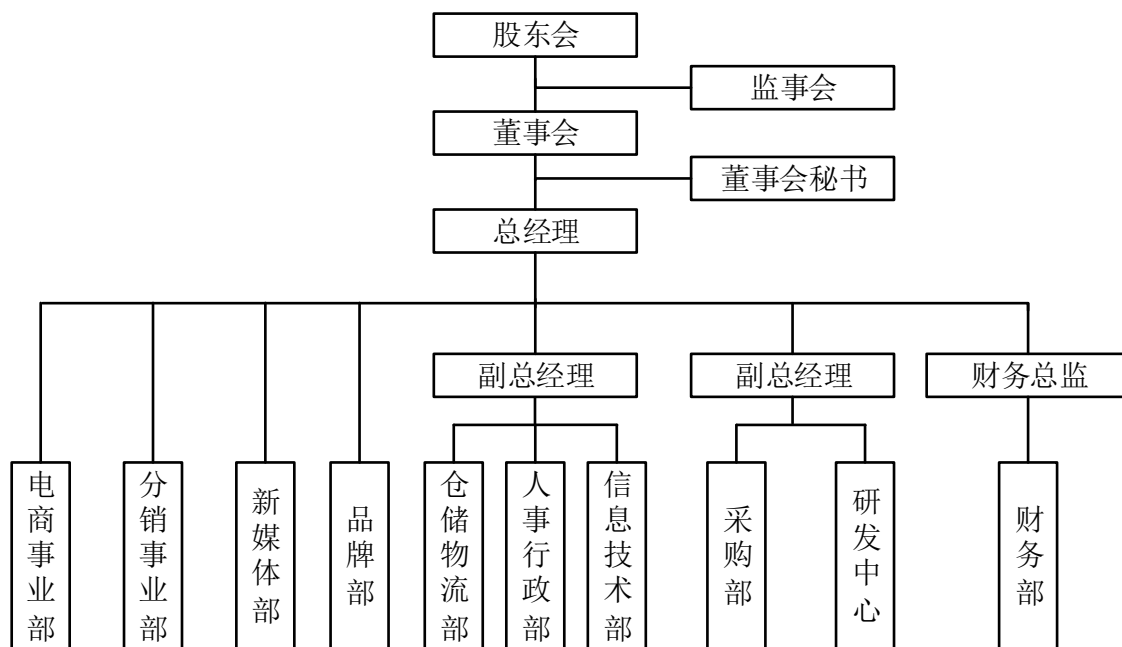 股东会
监事会
董事会
董事会秘书
总经理
副总经理
副总经理
财务总监
电商事业部
分销事业部
新媒体部
品牌部
仓储物流部
人事行政部
信息技术部
采购部
研发中心
财务部